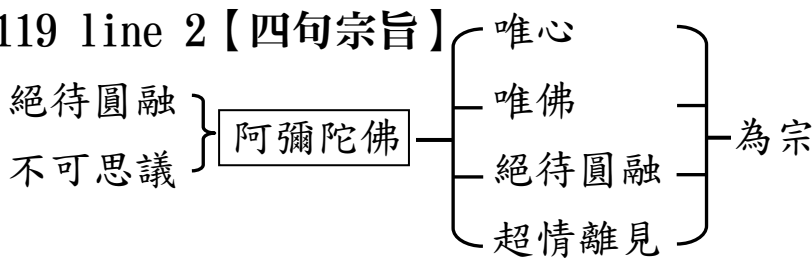 119 line 2【四句宗旨】
絕待圓融
不可思議
阿彌陀佛
唯心
唯佛
絕待圓融
超情離見
為宗